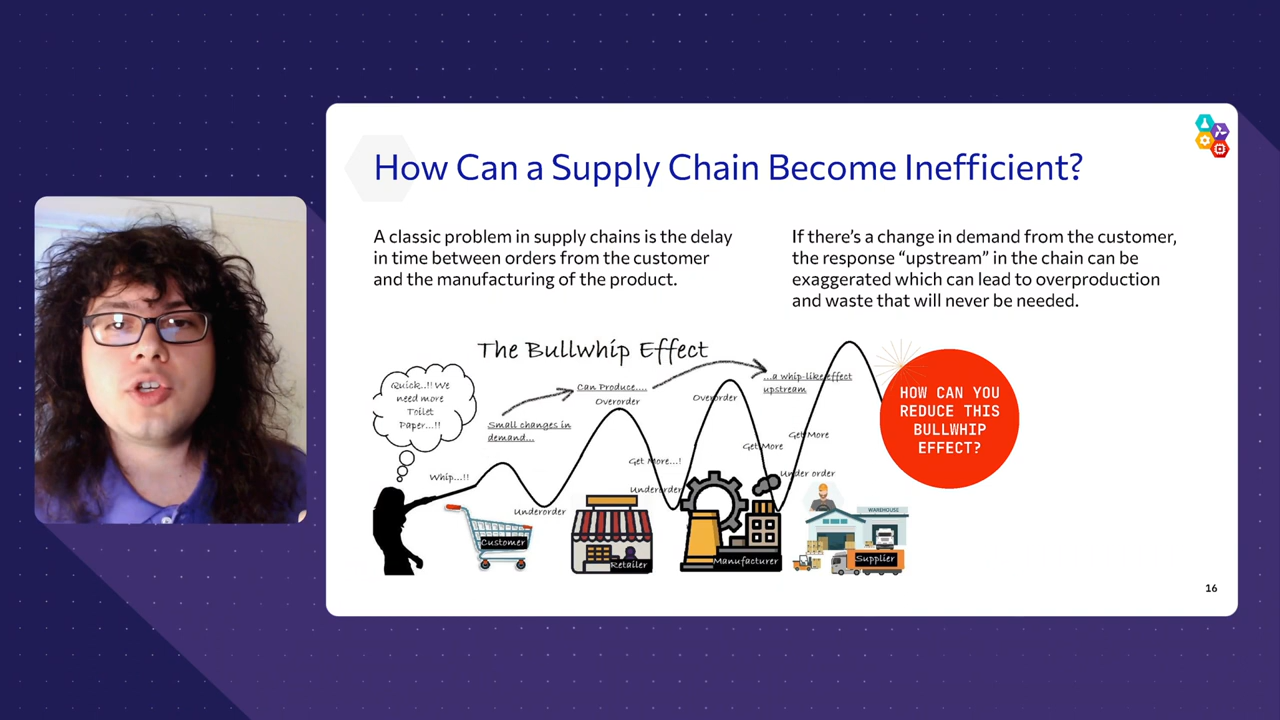 How Can a Supply Chain Become Inefficient?
A classic problem in supply chains is the delay
in time between orders from the customer
and the manufacturing of the product.
If there's a change in demand from the customer,
the response “upstream” in the chain can be
exaggerated which can lead to overproduction
and waste that will never be needed.
The Bullwhip Effect
Quick..!! We
need more
Toilet
Paper...!!
Whip...!!
Small changes in
demand...
Can Produce....
Overorder
Overorder
...a whip-like effect
upstream
Get More...!
Get More
Get More
Underorder
Underorder
Under order
Customer
Retailer
Manufacturer
WAREHOUSE
Supplier
HOW CAN YOU
REDUCE THIS
BULLWHIP
EFFECT?
16